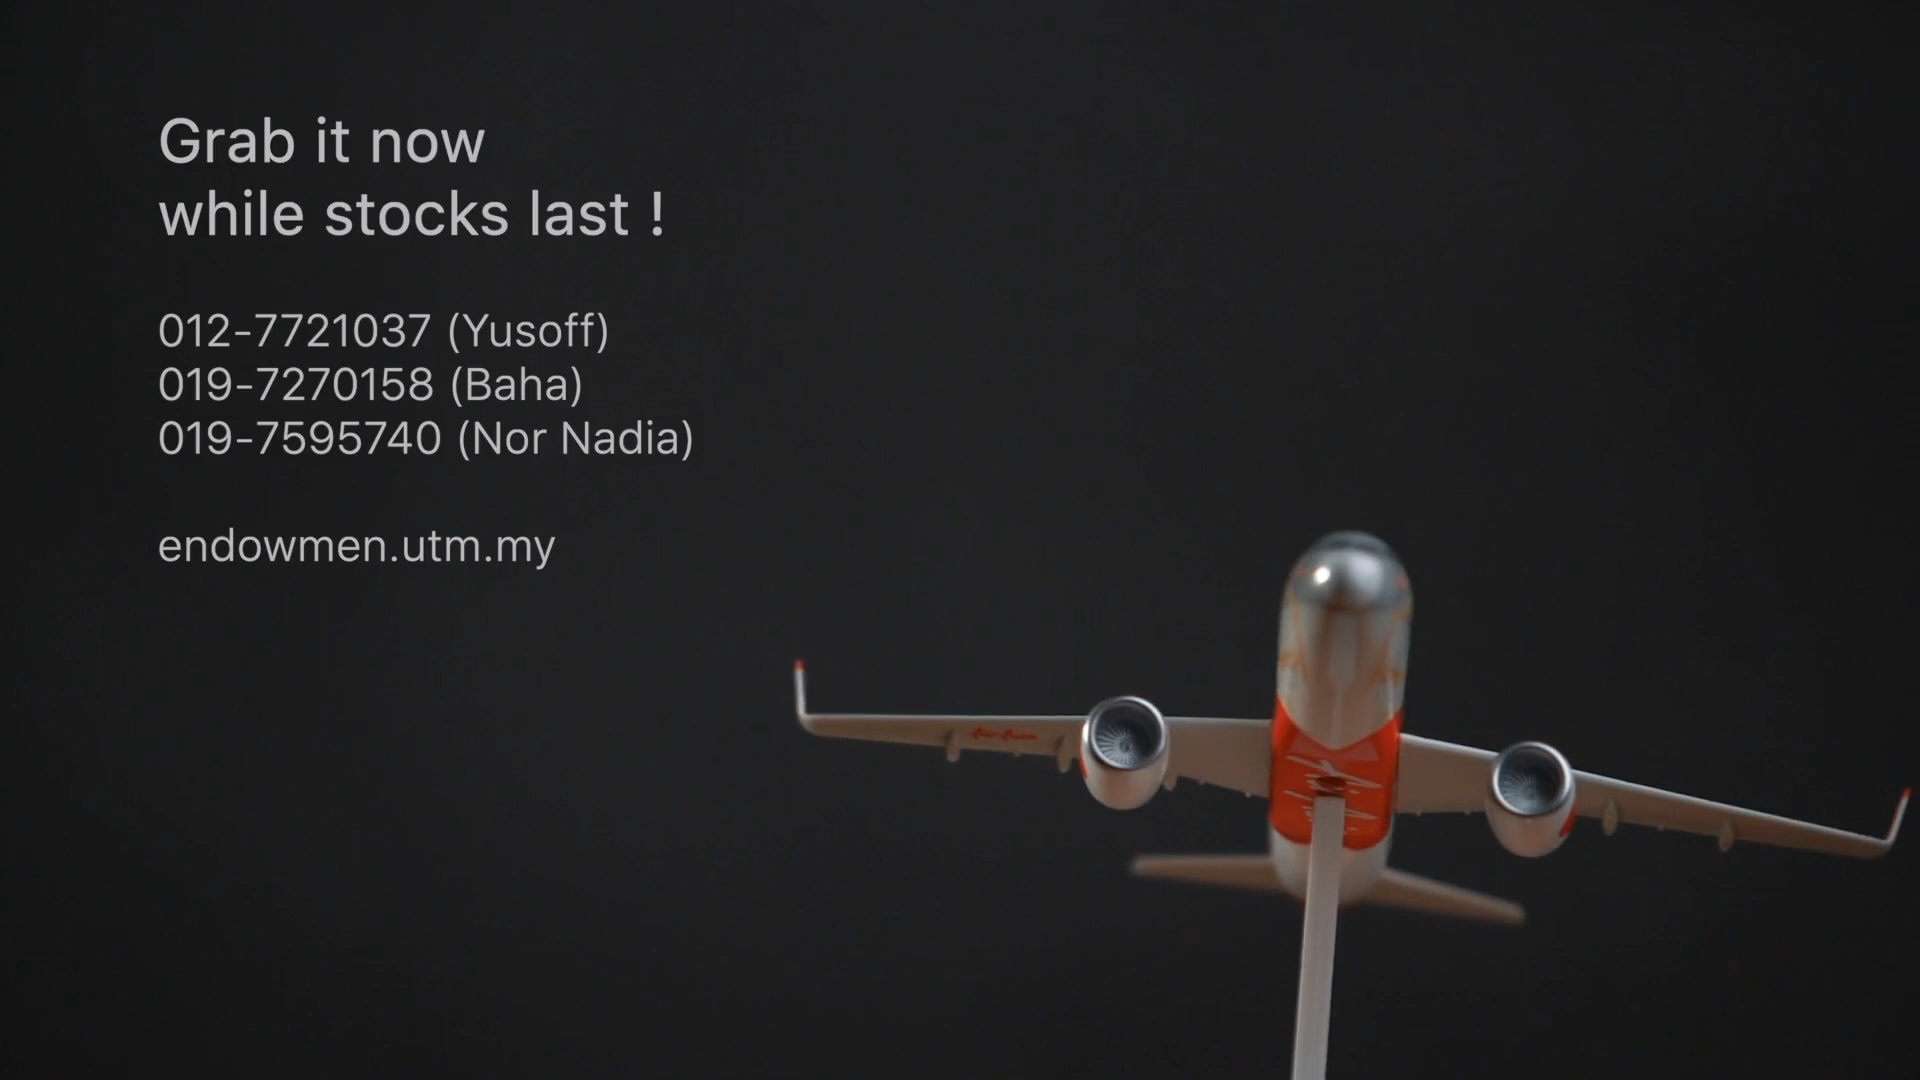 Grab it now
while stocks last !
012-7721037 (Yusoff)
019-7270158 (Baha)
019-7595740 (Nor Nadia)
endowmen.utm.my